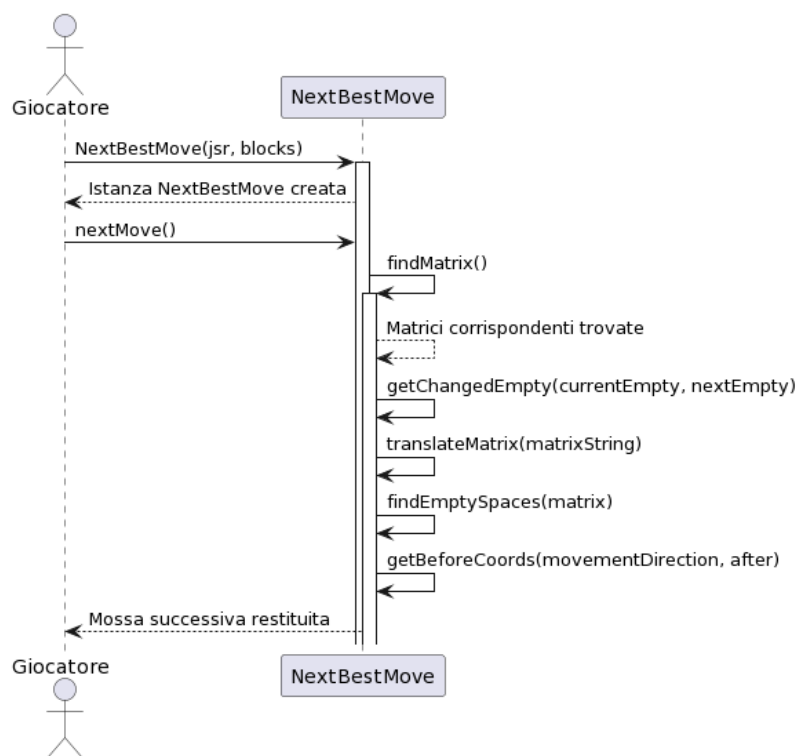 Giocatore
NextBestMove
NextBestMove(jsr, blocks)
Istanza NextBestMove creata
nextMove()
findMatrix()
Matrici corrispondenti trovate
getChangedEmpty(currentEmpty, nextEmpty)
translateMatrix(matrixString)
findEmptySpaces(matrix)
getBeforeCoords(movementDirection, after)
Mossa successiva restituita
Giocatore
NextBestMove